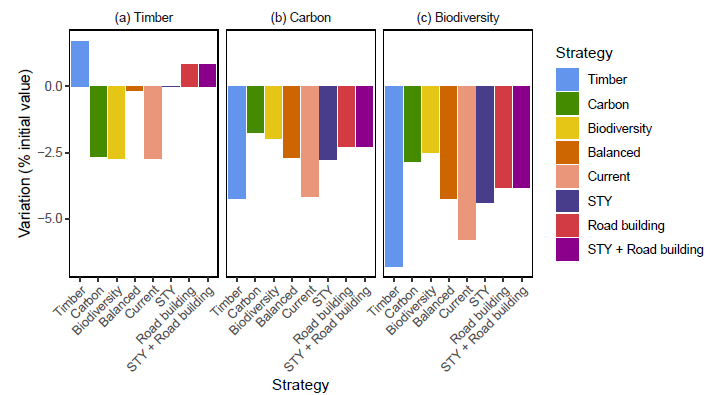 (a) Timber
(b) Carbon
(c) Biodiversity
Variation (% initial value)
0.0
−2.5
−5.0
Timber
Carbon
Biodiversity
Balanced
Current
STY
Road building
STY + Road building
Timber
Carbon
Biodiversity
Balanced
Current
STY
Road building
STY + Road building
Timber
Carbon
Biodiversity
Balanced
Current
STY
Road building
STY + Road building
Strategy
Strategy
Timber
Carbon
Biodiversity
Balanced
Current
STY
Road building
STY + Road building